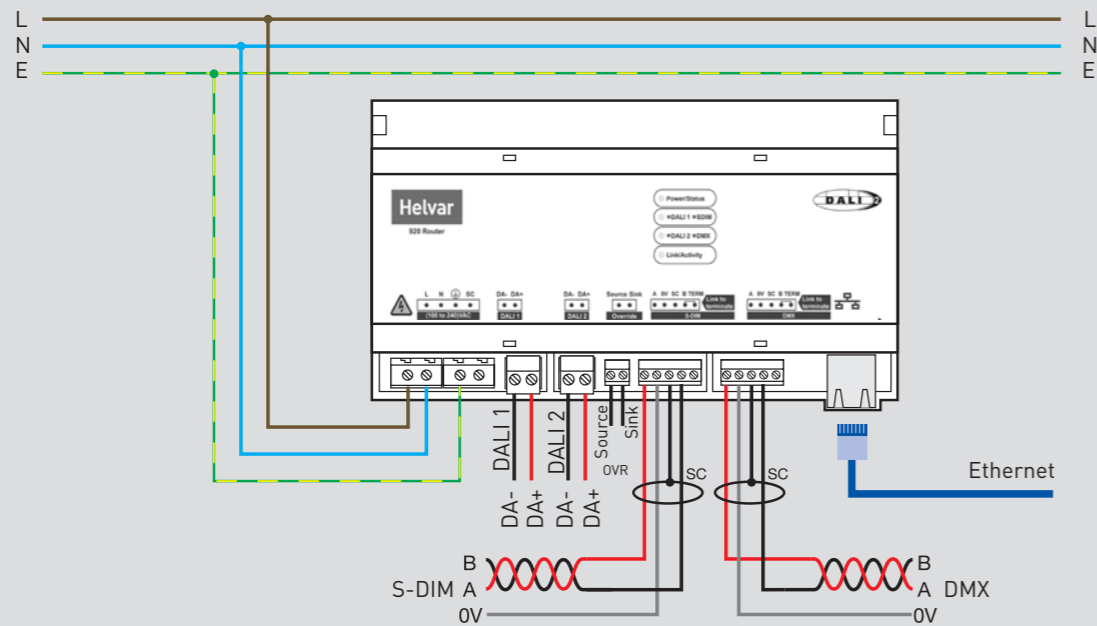 L L
N N
E E
Helvar
920 Router
Power/Status
DALI 1 SDIM
DALI 2 DMX
Link/Activity
DALI 2
L N SC
(100 to 240)VAC
DA- DA+
DALI 1
DA- DA+
DALI 2
Source Sink
Override
A 0V SC B TERM
Link to terminate
S-DIM
A 0V SC B TERM
Link to terminate
DMX
DALI 1
DA-
DA+
DALI 2
DA-
DA+
Source
Sink
OVR
SC
SC
Ethernet
B
S-DIM A
0V
B
A DMX
0V